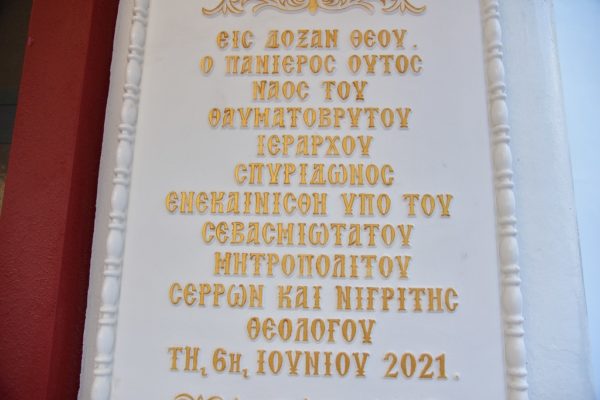 ΕΙϹ ΔΟΞΑΝ ΘΕΟΥ.
Ο ΠΑΝΙΕΡΟϹ ΟΥΤΟϹ
ΝΑΟϹ ΤΟΥ
ΘΑΥΜΑΤΟΒΡΥΤΟΥ
ΙΕΡΑΡΧΟΥ
ϹΠΥΡΙΔΩΝΟϹ
ΕΝΕΚΑΙΝΙϹΘΗ ΥΠΟ ΤΟΥ
ϹΕΒΑϹΜΙΩΤΑΤΟΥ
ΜΗΤΡΟΠΟΛΙΤΟΥ
ϹΕΡΡΩΝ ΚΑΙ ΝΙΓΡΙΤΗϹ
ΘΕΟΛΟΓΟΥ
ΤΗ, 6η, ΙΟΥΝΙΟΥ 2021.